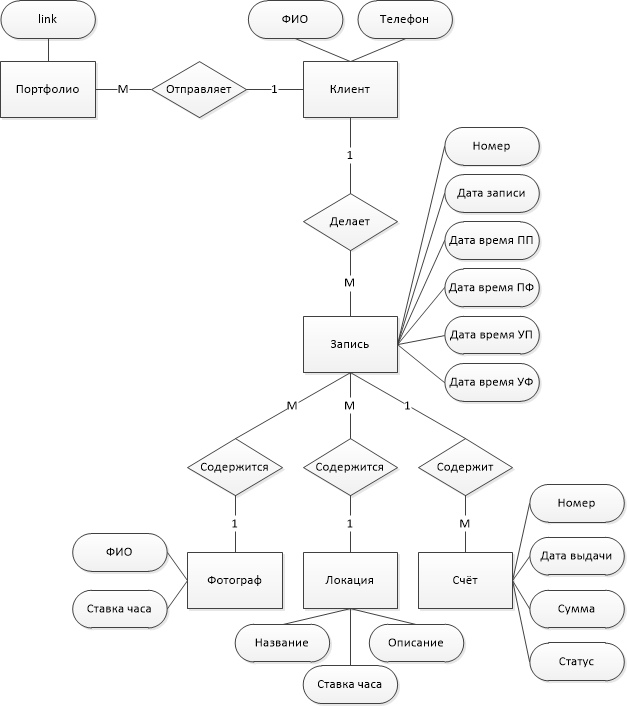 link
ФИО
Телефон
Портфолио
М
Отправляет
1
Клиент
1
Делает
М
Номер
Дата записи
Дата время ПП
Дата время ПФ
Дата время УП
Дата время УФ
Запись
М
М
1
Содержится
Содержится
Содержит
1
1
М
ФИО
Ставка часа
Фотограф
Локация
Счёт
Номер
Дата выдачи
Сумма
Статус
Название
Описание
Ставка часа